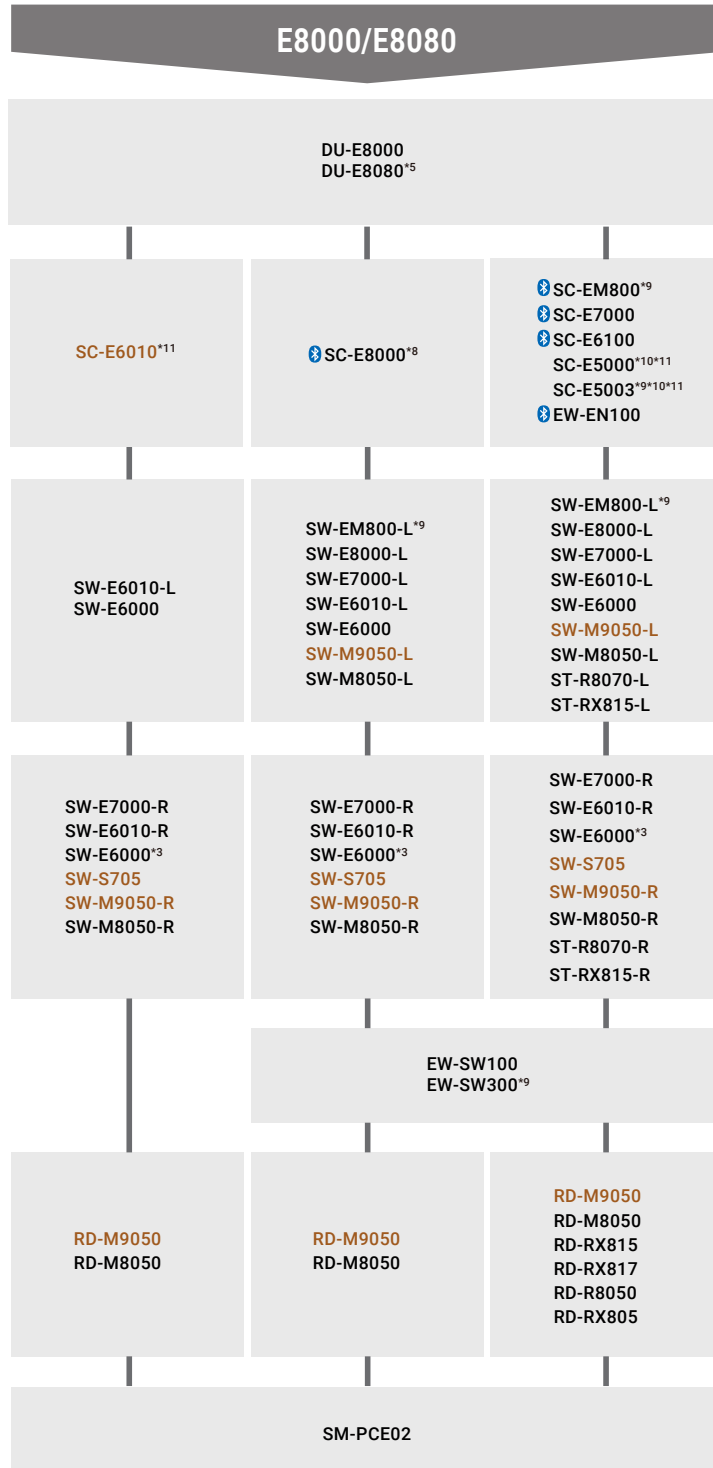 E8000/E8080
DU-E8000
DU-E8080*5
SC-E6010*11
SC-E8000*8
SC-EM800*9
SC-E7000
SC-E6100
SC-E5000*10*11
SC-E5003*9*10*11
EW-EN100
SW-E6010-L
SW-E6000
SW-EM800-L*9
SW-E8000-L
SW-E7000-L
SW-E6010-L
SW-E6000
SW-M9050-L
SW-M8050-L
SW-EM800-L*9
SW-E8000-L
SW-E7000-L
SW-E6010-L
SW-E6000
SW-M9050-L
SW-M8050-L
ST-R8070-L
ST-RX815-L
SW-E7000-R
SW-E6010-R
SW-E6000*3
SW-S705
SW-M9050-R
SW-M8050-R
SW-E7000-R
SW-E6010-R
SW-E6000*3
SW-S705
SW-M9050-R
SW-M8050-R
SW-E7000-R
SW-E6010-R
SW-E6000*3
SW-S705
SW-M9050-R
SW-M8050-R
ST-R8070-R
ST-RX815-R
EW-SW100
EW-SW300*9
RD-M9050
RD-M8050
RD-M9050
RD-M8050
RD-M9050
RD-M8050
RD-RX815
RD-RX817
RD-R8050
RD-RX805
SM-PCE02